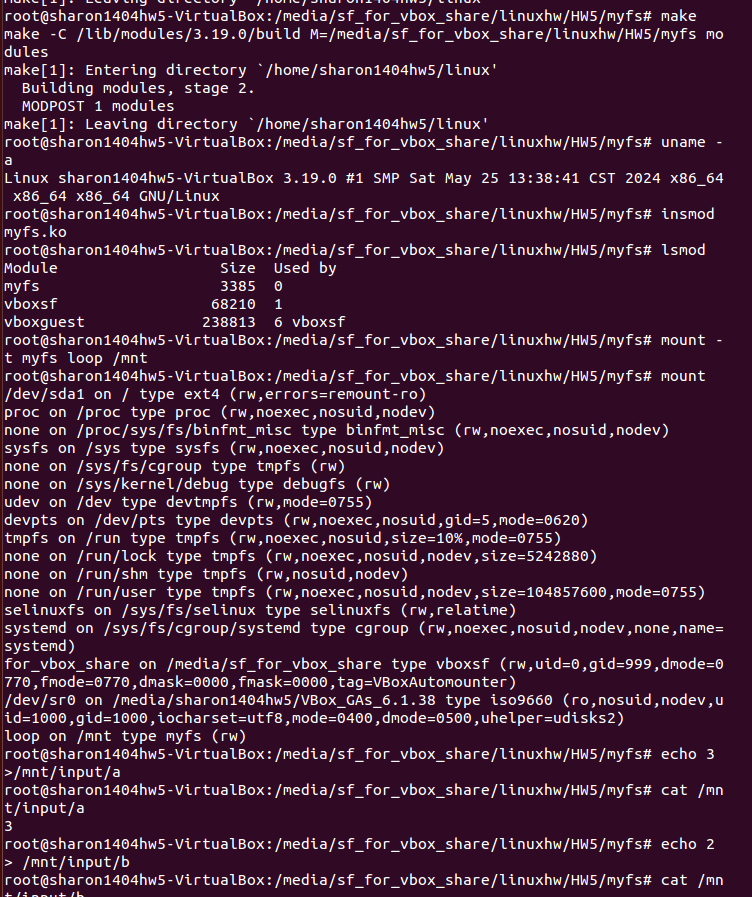 make[1]: Leaving directory `/home/sharon1404hw5/linux'
root@sharon1404hw5-VirtualBox:/media/sf_for_vbox_share/linuxhw/HW5/myfs# make
make -C /lib/modules/3.19.0/build M=/media/sf_for_vbox_share/linuxhw/HW5/myfs mo
dules
make[1]: Entering directory `/home/sharon1404hw5/linux'
  Building modules, stage 2.
  MODPOST 1 modules
make[1]: Leaving directory `/home/sharon1404hw5/linux'
root@sharon1404hw5-VirtualBox:/media/sf_for_vbox_share/linuxhw/HW5/myfs# uname -
a
Linux sharon1404hw5-VirtualBox 3.19.0 #1 SMP Sat May 25 13:38:41 CST 2024 x86_64
 x86_64 x86_64 GNU/Linux
root@sharon1404hw5-VirtualBox:/media/sf_for_vbox_share/linuxhw/HW5/myfs# insmod
myfs.ko
root@sharon1404hw5-VirtualBox:/media/sf_for_vbox_share/linuxhw/HW5/myfs# lsmod
Module                  Size  Used by
myfs                    3385  0
vboxsf                 68210  1
vboxguest             238813  6 vboxsf
root@sharon1404hw5-VirtualBox:/media/sf_for_vbox_share/linuxhw/HW5/myfs# mount -
t myfs loop /mnt
root@sharon1404hw5-VirtualBox:/media/sf_for_vbox_share/linuxhw/HW5/myfs# mount
/dev/sda1 on / type ext4 (rw,errors=remount-ro)
proc on /proc type proc (rw,noexec,nosuid,nodev)
none on /proc/sys/fs/binfmt_misc type binfmt_misc (rw,noexec,nosuid,nodev)
sysfs on /sys type sysfs (rw,noexec,nosuid,nodev)
none on /sys/fs/cgroup type tmpfs (rw)
none on /sys/kernel/debug type debugfs (rw)
udev on /dev type devtmpfs (rw,mode=0755)
devpts on /dev/pts type devpts (rw,noexec,nosuid,gid=5,mode=0620)
tmpfs on /run type tmpfs (rw,noexec,nosuid,size=10%,mode=0755)
none on /run/lock type tmpfs (rw,noexec,nosuid,nodev,size=5242880)
none on /run/shm type tmpfs (rw,nosuid,nodev)
none on /run/user type tmpfs (rw,noexec,nosuid,nodev,size=104857600,mode=0755)
selinuxfs on /sys/fs/selinux type selinuxfs (rw,relatime)
systemd on /sys/fs/cgroup/systemd type cgroup (rw,noexec,nosuid,nodev,none,name=
systemd)
for_vbox_share on /media/sf_for_vbox_share type vboxsf (rw,uid=0,gid=999,dmode=0
770,fmode=0770,dmask=0000,fmask=0000,tag=VBoxAutomounter)
/dev/sr0 on /media/sharon1404hw5/VBox_GAs_6.1.38 type iso9660 (ro,nosuid,nodev,u
id=1000,gid=1000,iocharset=utf8,mode=0400,dmode=0500,uhelper=udisks2)
loop on /mnt type myfs (rw)
root@sharon1404hw5-VirtualBox:/media/sf_for_vbox_share/linuxhw/HW5/myfs# echo 3
>/mnt/input/a
root@sharon1404hw5-VirtualBox:/media/sf_for_vbox_share/linuxhw/HW5/myfs# cat /mn
t/input/a
3
root@sharon1404hw5-VirtualBox:/media/sf_for_vbox_share/linuxhw/HW5/myfs# echo 2
> /mnt/input/b
root@sharon1404hw5-VirtualBox:/media/sf_for_vbox_share/linuxhw/HW5/myfs# cat /mn
t/input/b